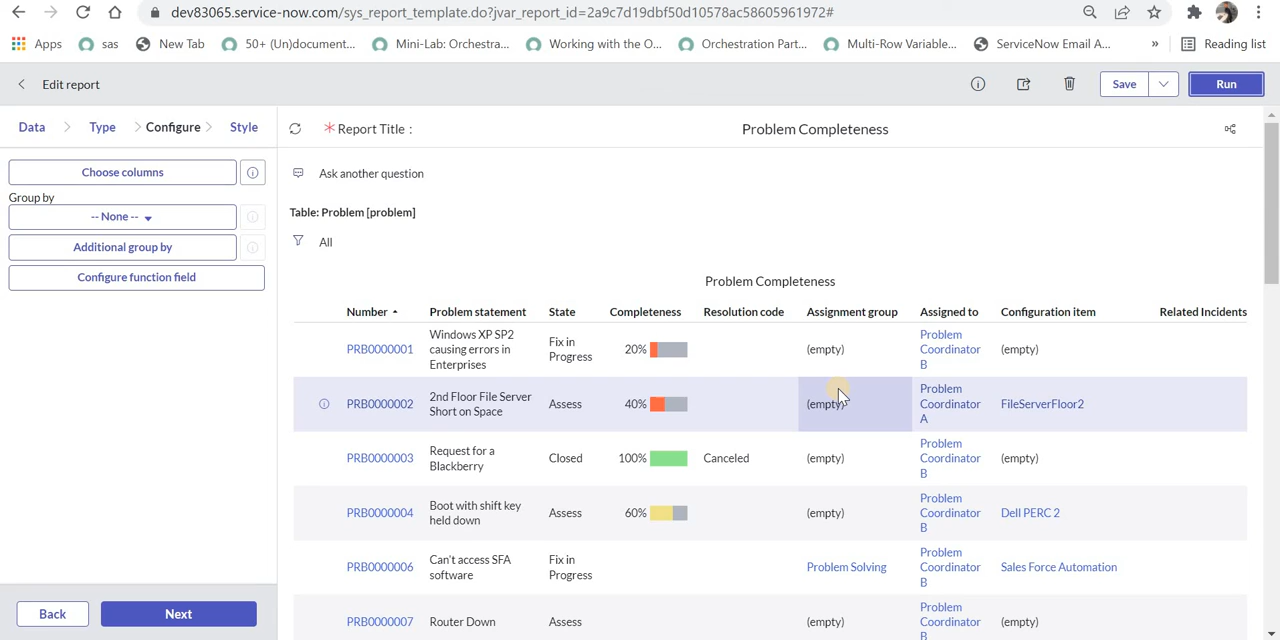 dev83065.service-now.com/sys_report_template.do?jvar_report_id=2a9c7d19dbf50d10578ac58605961972#
Apps sas New Tab 50+ (Un)document... Mini-Lab: Orchestra... Working with the O... Orchestration Part... Multi-Row Variable... ServiceNow Email A... » Reading list
Edit report Save Run
Data Type Configure Style
* Report Title : Problem Completeness
Choose columns
Ask another question
Group by
-- None --
Table: Problem [problem]
Additional group by
All
Configure function field
Problem Completeness
Number Problem statement State Completeness Resolution code Assignment group Assigned to Configuration item Related Incidents
PRB0000001 Windows XP SP2 causing errors in Enterprises Fix in Progress 20% (empty) Problem Coordinator B (empty)
PRB0000002 2nd Floor File Server Short on Space Assess 40% (empty) Problem Coordinator A FileServerFloor2
PRB0000003 Request for a Blackberry Closed 100% Canceled (empty) Problem Coordinator B (empty)
PRB0000004 Boot with shift key held down Assess 60% (empty) Problem Coordinator B Dell PERC 2
PRB0000006 Can't access SFA software Fix in Progress Problem Solving Problem Coordinator B Sales Force Automation
PRB0000007 Router Down Assess (empty) Problem Coordinator B (empty)
Back Next